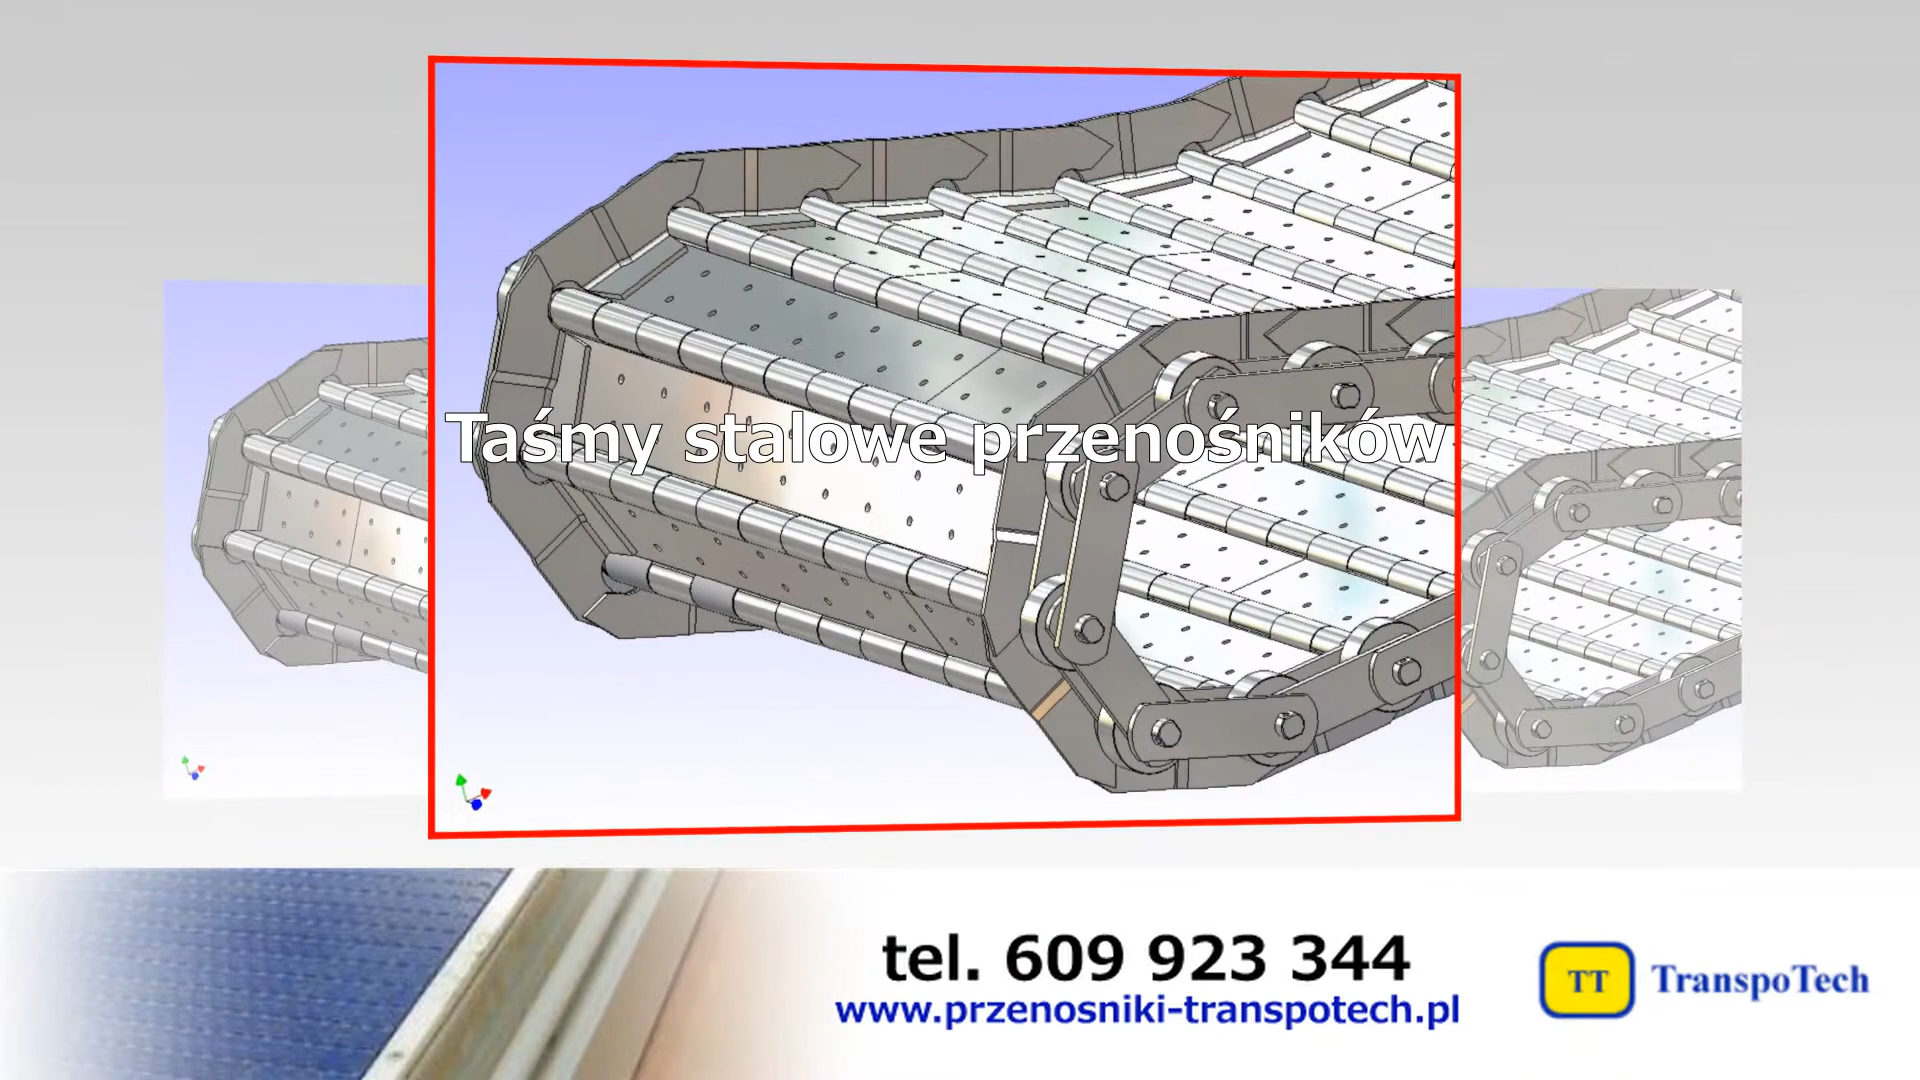 Taśmy stalowe przenośników
tel. 609 923 344
www.przenosniki-transpotech.pl
TT TranspoTech